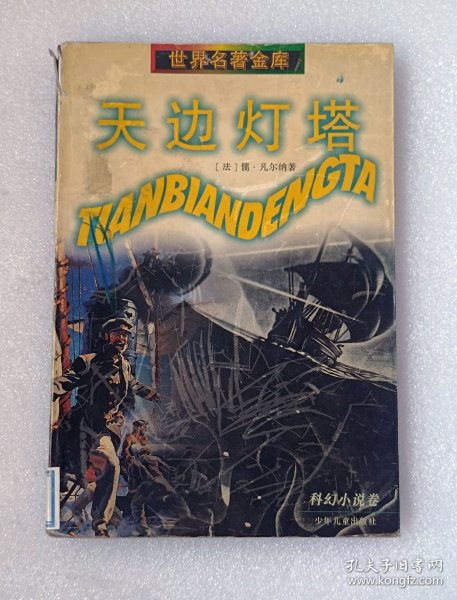 世界名著金库
天边灯塔
[法]儒·凡尔纳著
TIANBIANDENGTA
科幻小说卷
少年儿童出版社
孔夫子旧书网
www.kongfz.com